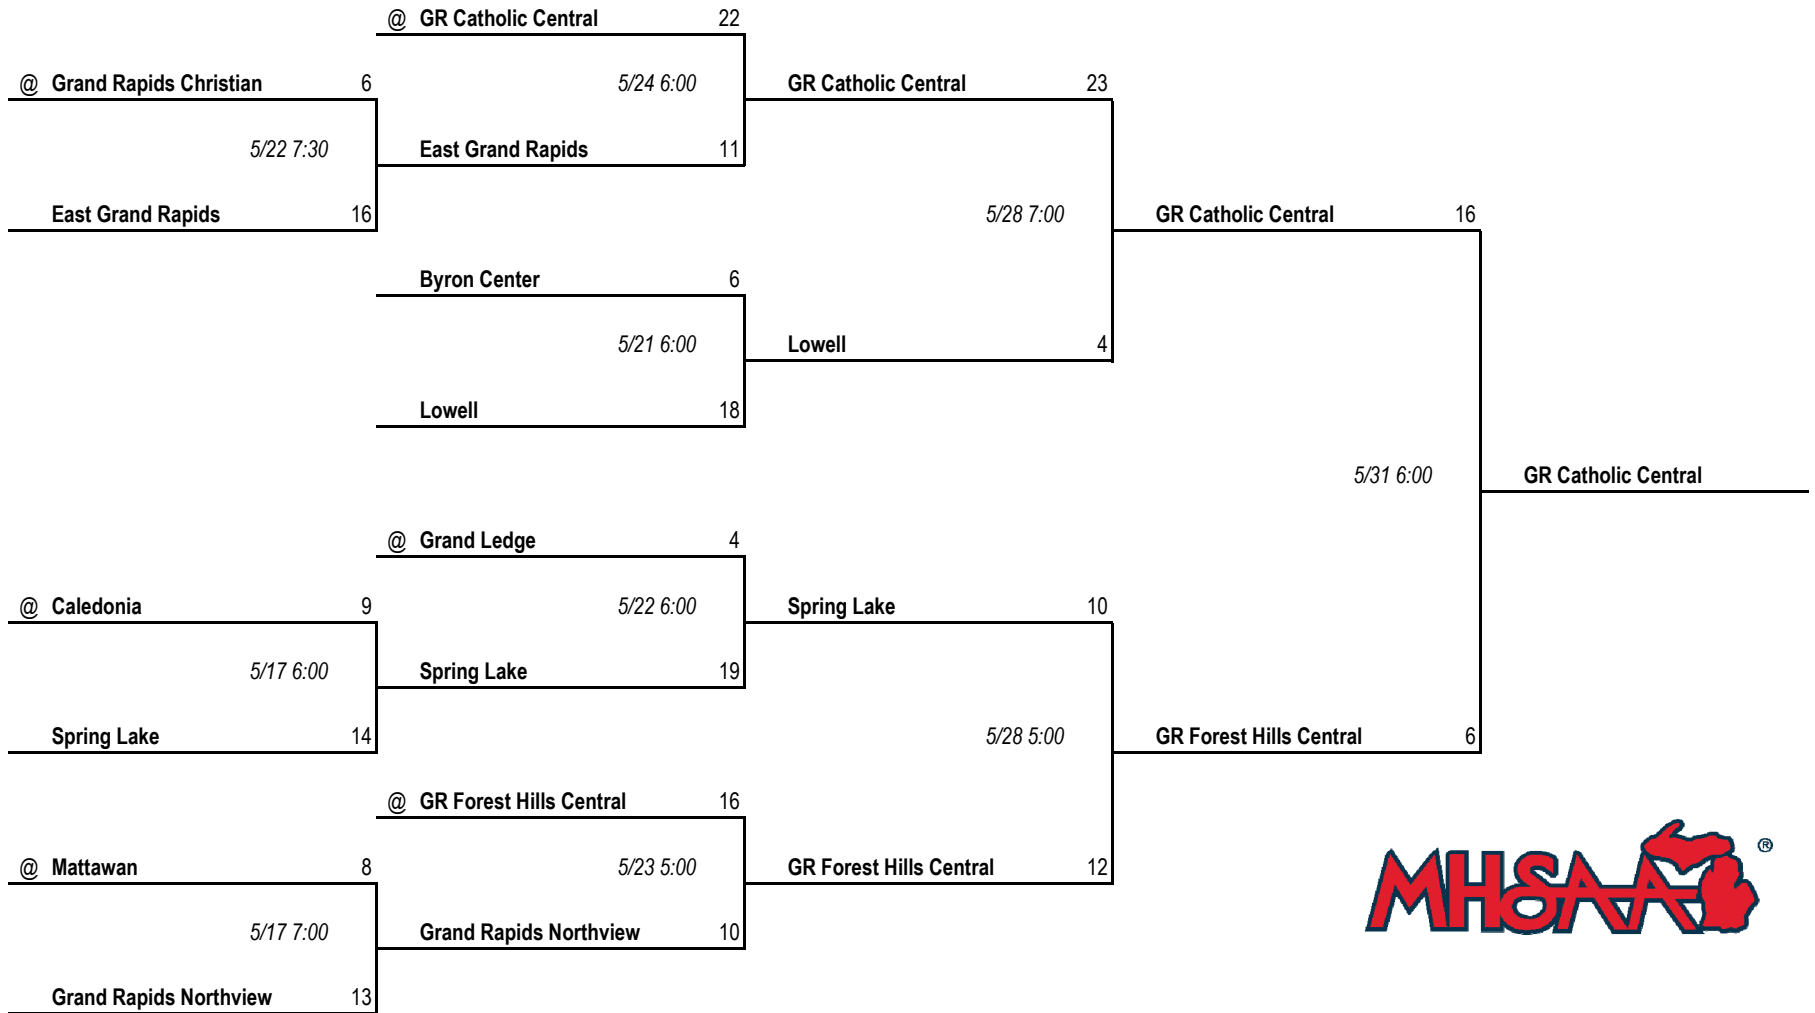 @ GR Catholic Central 22
@ Grand Rapids Christian 6
5/24 6:00
GR Catholic Central 23
5/22 7:30
East Grand Rapids 11
East Grand Rapids 16
5/28 7:00
GR Catholic Central 16
Byron Center 6
5/21 6:00
Lowell 4
Lowell 18
5/31 6:00
GR Catholic Central
@ Grand Ledge 4
@ Caledonia 9
5/22 6:00
Spring Lake 10
5/17 6:00
Spring Lake 19
Spring Lake 14
5/28 5:00
GR Forest Hills Central 6
@ GR Forest Hills Central 16
@ Mattawan 8
5/23 5:00
GR Forest Hills Central 12
MHSAA ®
5/17 7:00
Grand Rapids Northview 10
Grand Rapids Northview 13